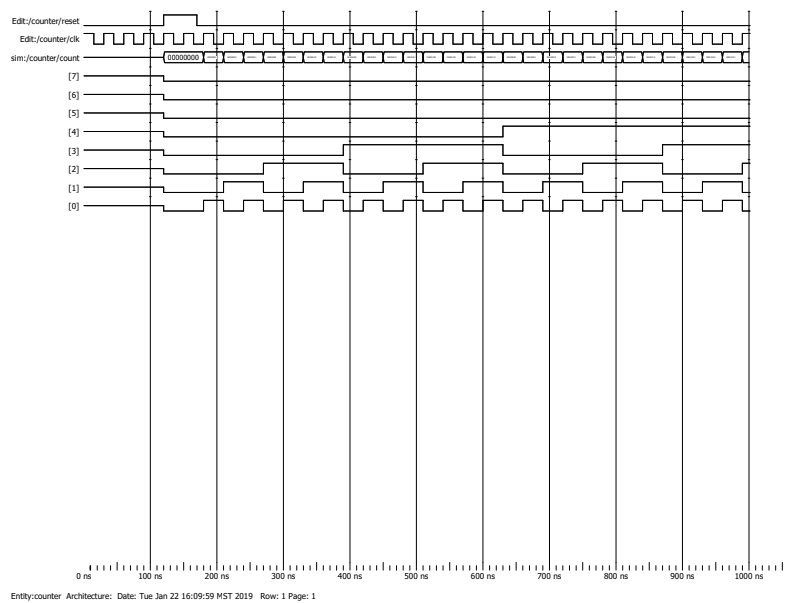 Edit:/counter/reset
Edit:/counter/clk
sim:/counter/count
00000000
[7]
[6]
[5]
[4]
[3]
[2]
[1]
[0]
0 ns 100 ns 200 ns 300 ns 400 ns 500 ns 600 ns 700 ns 800 ns 900 ns 1000 ns
Entity:counter Architecture: Date: Tue Jan 22 16:09:59 MST 2019 Row: 1 Page: 1